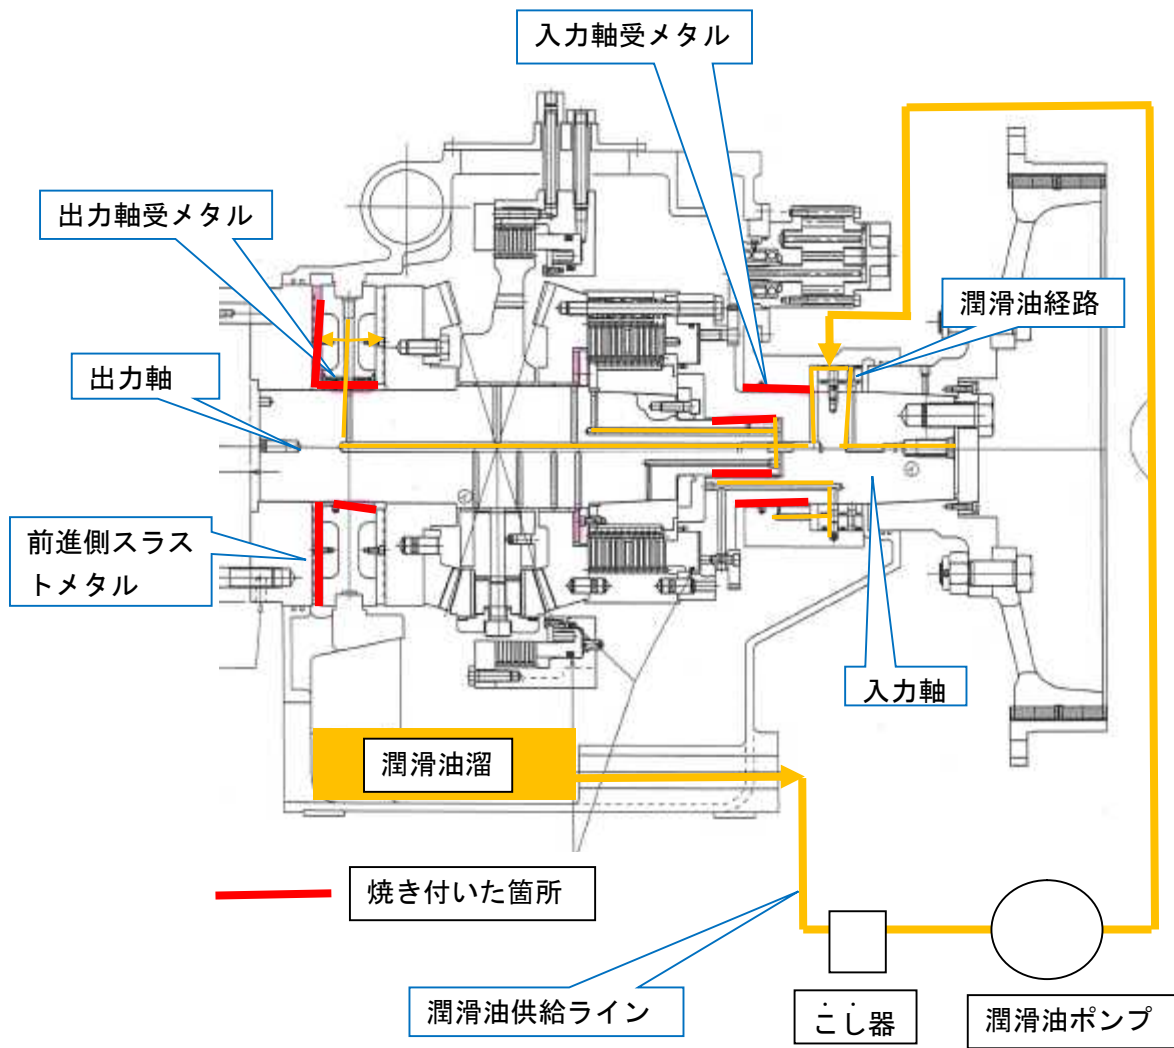 入力軸受メタル
出力軸受メタル
潤滑油経路
出力軸
前進側スラス
トメタル
入力軸
潤滑油溜
焼き付いた箇所
潤滑油供給ライン
こし器
潤滑油ポンプ